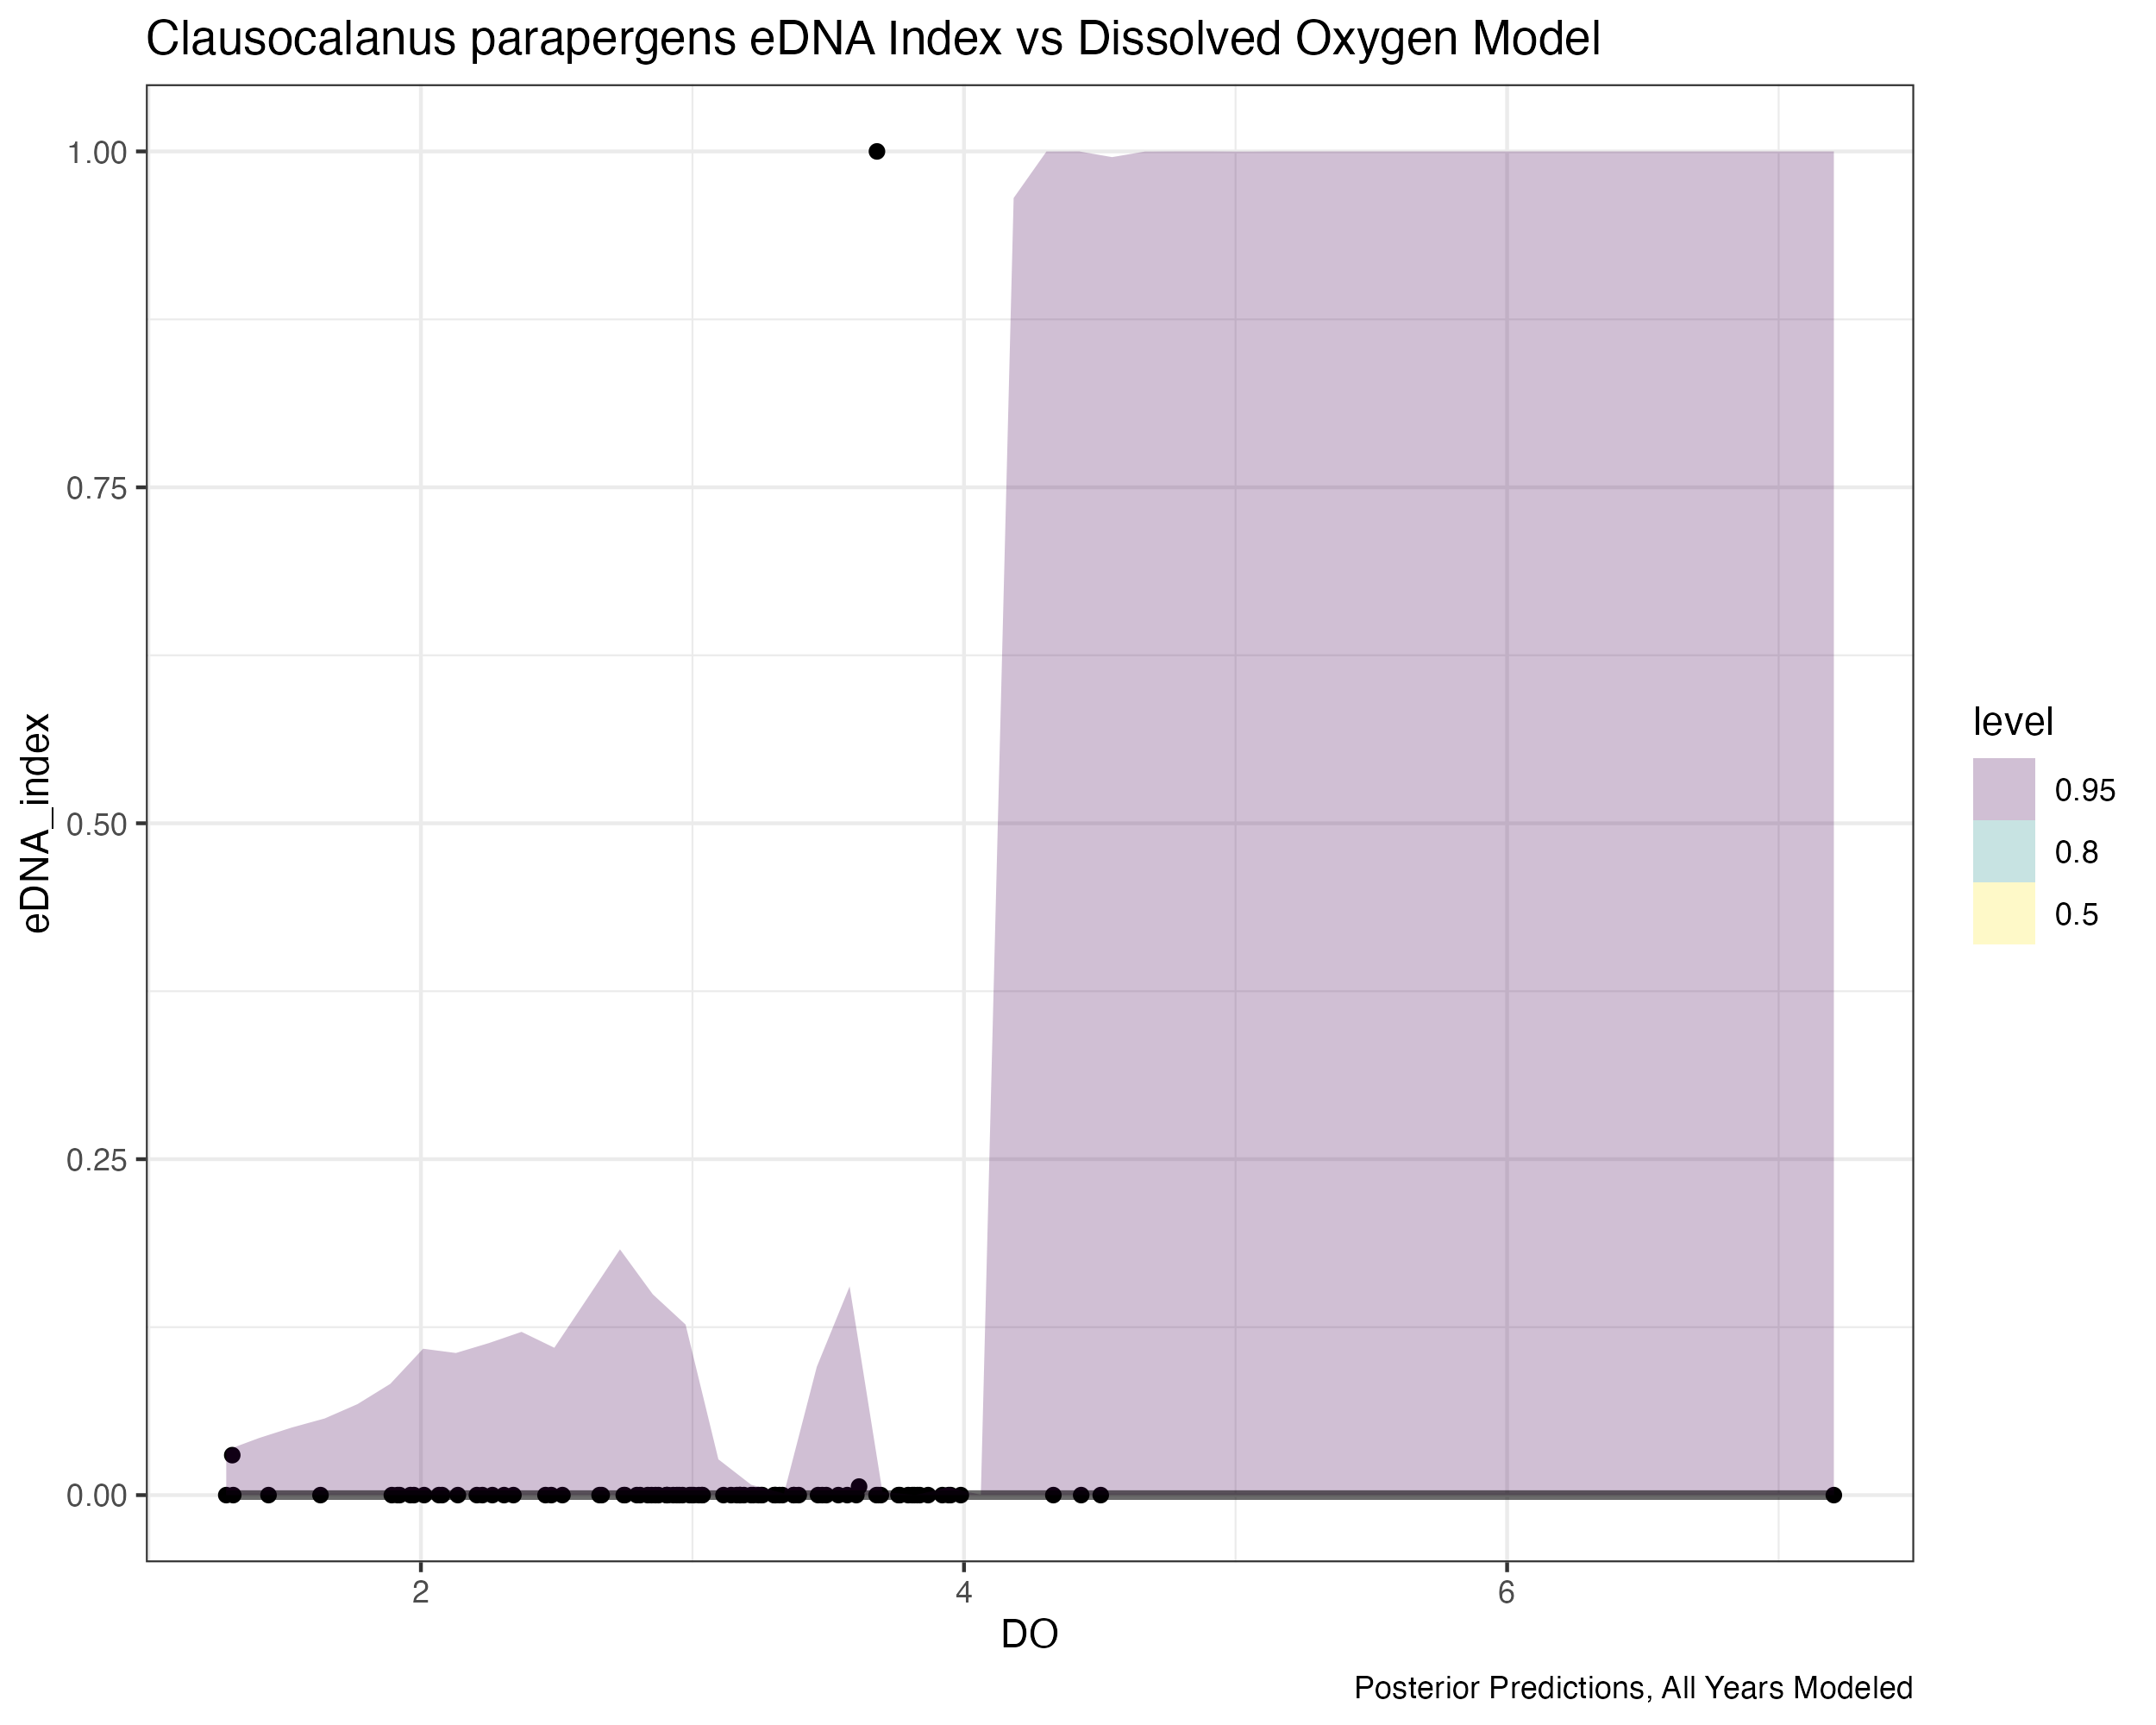 Clausocalanus parapergens eDNA Index vs Dissolved Oxygen Model
1.00
0.75
0.50
0.25
0.00
eDNA_index
2
4
6
DO
level
0.95
0.8
0.5
Posterior Predictions, All Years Modeled